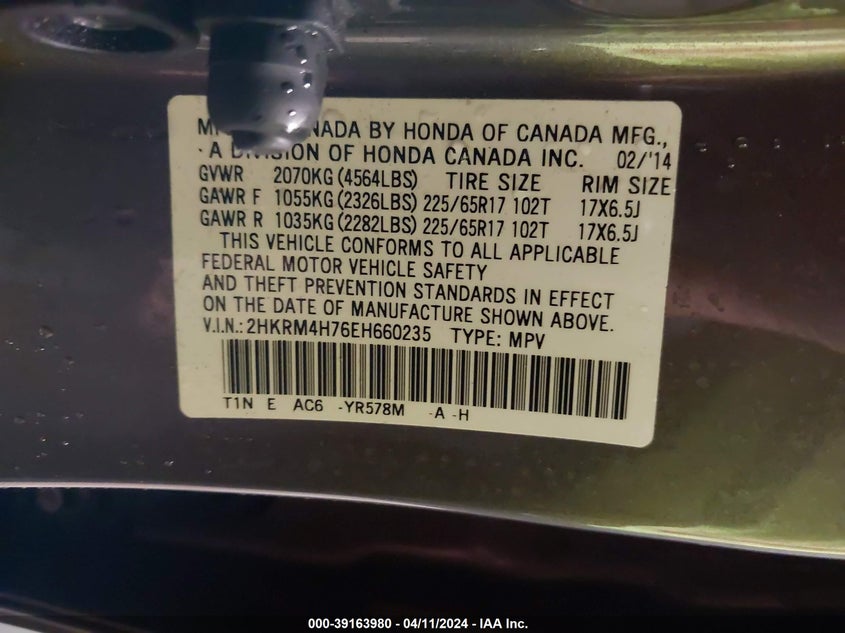 BY HONDA OF CANADA MFG.,
OF HONDA CANADA INC. 02/'14
GVWR 2070KG (4564LBS) TIRE SIZE RIM SIZE
GAWR F 1055KG (2326LBS) 225/65R17 102T 17X6.5J
GAWR R 1035KG (2282LBS) 225/65R17 102T 17X6.5J
THIS VEHICLE CONFORMS TO ALL APPLICABLE
FEDERAL MOTOR VEHICLE SAFETY
AND THEFT PREVENTION STANDARDS IN EFFECT
ON THE DATE OF MANUFACTURE SHOWN ABOVE.
V.I.N.: 2HKRM4H76EH660235 TYPE: MPV
T1N E AC6 -YR578M -A -H
000-39163980 - 04/11/2024 - IAA Inc.